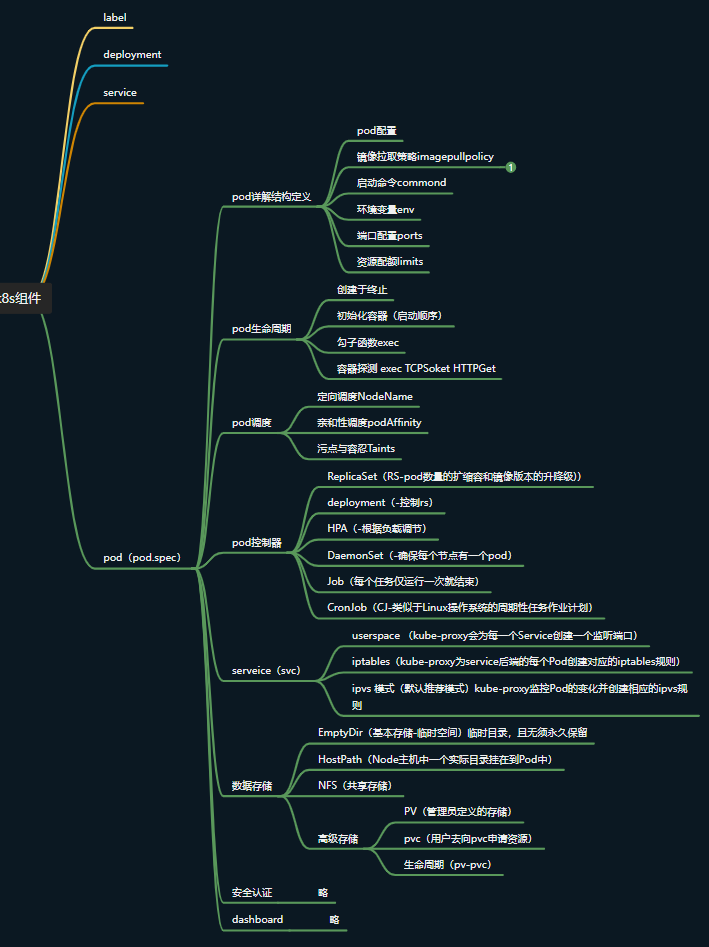 label
deployment
service
pod配置
镜像拉取策略imagepullpolicy 1
启动命令commond
pod详解结构定义
环境变量env
端口配置ports
资源配额limits
创建于终止
初始化容器（启动顺序）
pod生命周期
勾子函数exec
容器探测 exec TCPSoket HTTPGet
定向调度NodeName
pod调度
亲和性调度podAffinity
污点与容忍Taints
ReplicaSet（RS-pod数量的扩缩容和镜像版本的升降级））
deployment（-控制rs）
HPA（-根据负载调节）
pod控制器
DaemonSet（-确保每个节点有一个pod）
Job（每个任务仅运行一次就结束）
CronJob（CJ-类似于Linux操作系统的周期性任务作业计划）
k8s组件
pod（pod.spec）
userspace （kube-proxy会为每一个Service创建一个监听端口）
iptables（kube-proxy为service后端的每个Pod创建对应的iptables规则）
serveice（svc）
ipvs 模式（默认推荐模式）kube-proxy监控Pod的变化并创建相应的ipvs规
则
EmptyDir（基本存储-临时空间）临时目录，且无须永久保留
HostPath（Node主机中一个实际目录挂在到Pod中）
数据存储
NFS（共享存储）
PV（管理员定义的存储）
高级存储
pvc（用户去向pvc申请资源）
生命周期（pv-pvc）
安全认证 略
dashboard 略